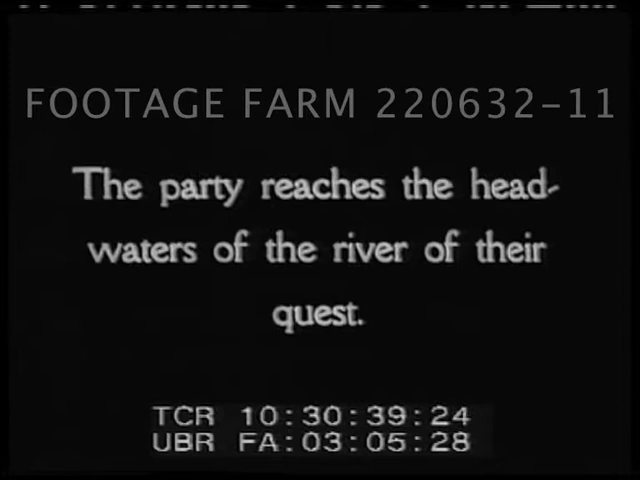 FOOTAGE FARM 220632-11
The party reaches the head-
waters of the river of their
quest.
TCR 10:30:39:24
UBR FA:03:05:28